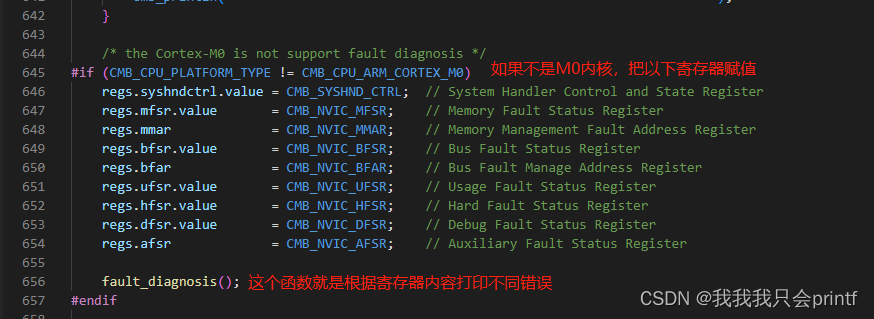 642 }
643
644 /* the Cortex-M0 is not support fault diagnosis */
645 #if (CMB_CPU_PLATFORM_TYPE != CMB_CPU_ARM_CORTEX_M0) 如果不是M0内核，把以下寄存器赋值
646 regs.syshndctrl.value = CMB_SYSHND_CTRL; // System Handler Control and State Register
647 regs.mfsr.value = CMB_NVIC_MFSR; // Memory Fault Status Register
648 regs.mmar = CMB_NVIC_MMAR; // Memory Management Fault Address Register
649 regs.bfsr.value = CMB_NVIC_BFSR; // Bus Fault Status Register
650 regs.bfar = CMB_NVIC_BFAR; // Bus Fault Manage Address Register
651 regs.ufsr.value = CMB_NVIC_UFSR; // Usage Fault Status Register
652 regs.hfsr.value = CMB_NVIC_HFSR; // Hard Fault Status Register
653 regs.dfsr.value = CMB_NVIC_DFSR; // Debug Fault Status Register
654 regs.afsr = CMB_NVIC_AFSR; // Auxiliary Fault Status Register
655
656 fault_diagnosis(); 这个函数就是根据寄存器内容打印不同错误
657 #endif
CSDN @我我我只会printf